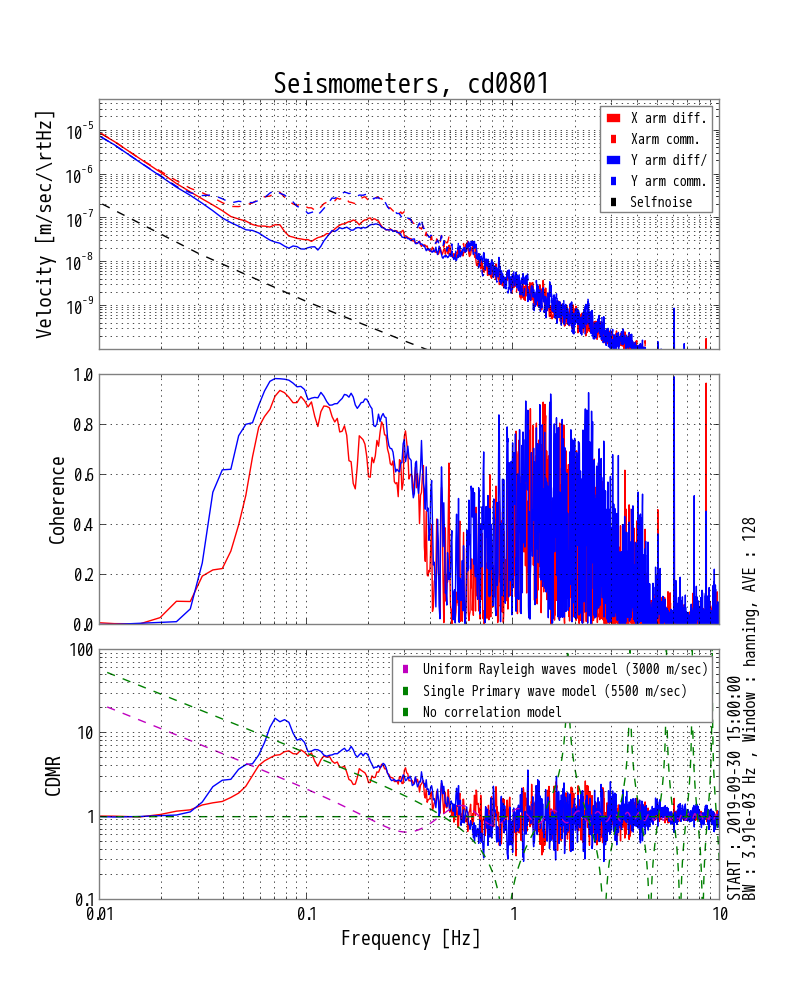 Seismometers, cd0801
Velocity [m/sec/\rtHz]
10^-5
10^-6
10^-7
10^-8
10^-9
X arm diff.
Xarm comm.
Y arm diff/
Y arm comm.
Selfnoise
Coherence
1.0
0.8
0.6
0.4
0.2
0.0
CDMR
100
10
1
0.1
Uniform Rayleigh waves model (3000 m/sec)
Single Primary wave model (5500 m/sec)
No correlation model
0.01
0.1
1
10
Frequency [Hz]
START : 2019-09-30 15:00:00
BW : 3.91e-03 Hz , Window : hanning, AVE : 128